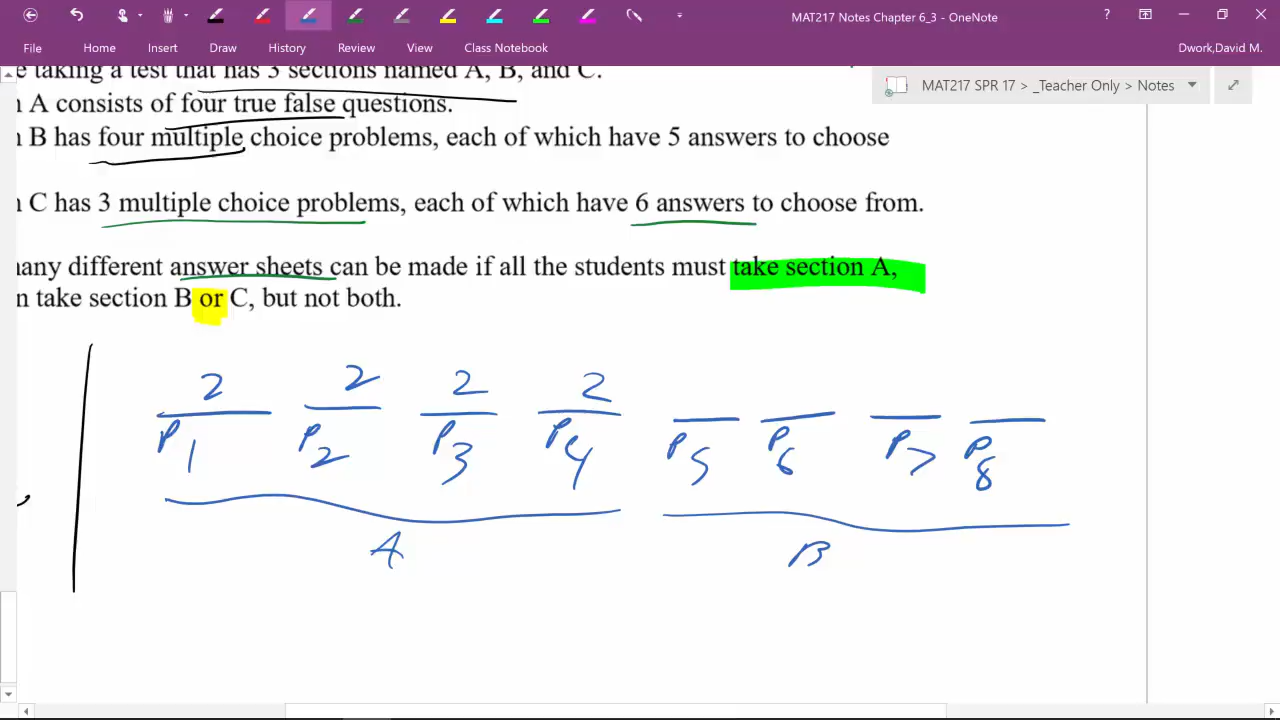 MAT217 Notes Chapter 6_3 - OneNote
?
File Home Insert Draw History Review View Class Notebook Dwork,David M.
MAT217 SPR 17 > _Teacher Only > Notes
e taking a test that has 3 sections named A, B, and C.
n A consists of four true false questions.
n B has four multiple choice problems, each of which have 5 answers to choose
n C has 3 multiple choice problems, each of which have 6 answers to choose from.
many different answer sheets can be made if all the students must take section A,
n take section B or C, but not both.
2 2 2 2
P1 P2 P3 P4 P5 P6 P7 P8
A B